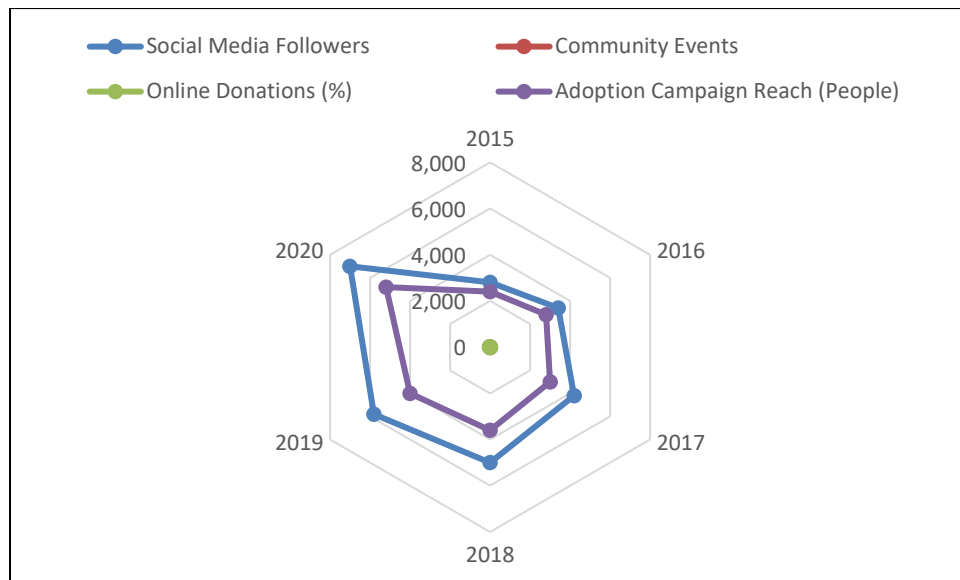 Social Media Followers
Community Events
Online Donations (%)
Adoption Campaign Reach (People)
2015
8,000
6,000
4,000
2,000
0
2016
2017
2018
2019
2020